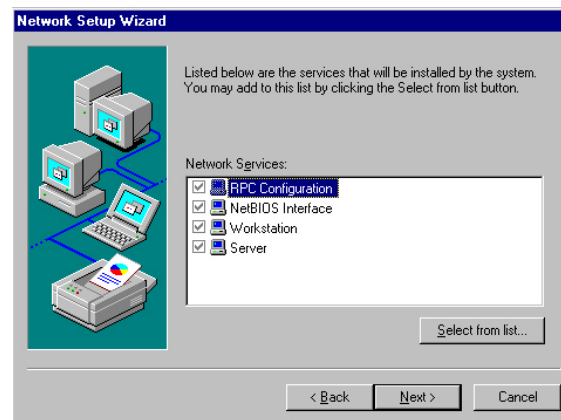 Network Setup Wizard
Listed below are the services that will be installed by the system.
You may add to this list by clicking the Select from list button.
Network Services:
RPC Configuration
NetBIOS Interface
Workstation
Server
Select from list...
< Back
Next >
Cancel